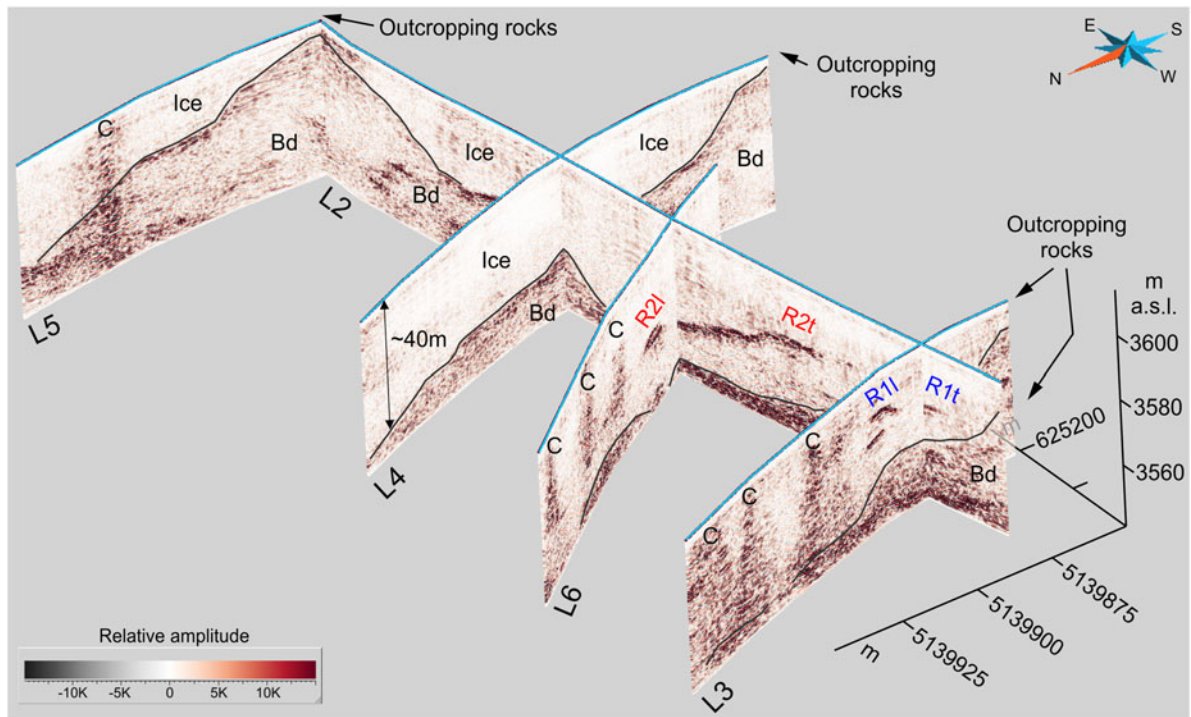 Outcropping rocks
E
S
N
W
Outcropping
rocks
Ice
C
Bd
Ice
Bd
Ice
Bd
L2
L5
Outcropping
rocks
Ice
Bd
~40m
L4
C
R2l
R2t
C
C
L6
m
a.s.l.
3600
3580
3560
R1l
R1t
C
C
C
Bd
L3
m
625200
5139875
5139900
5139925
m
Relative amplitude
-10K
-5K
0
5K
10K